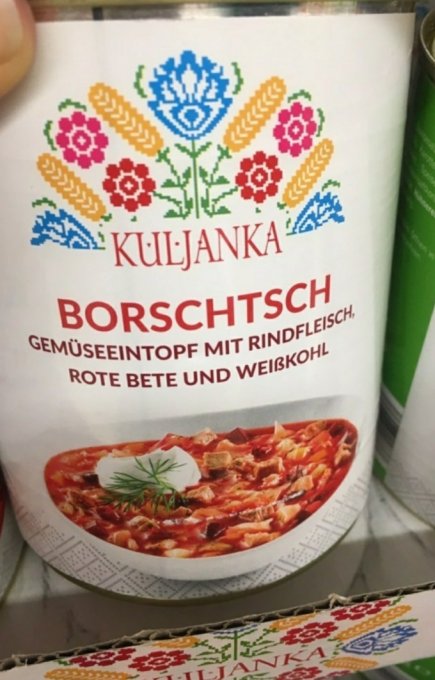 KULJANKA
BORSCHTSCH
GEMÜSEEINTOPF MIT RINDFLEISCH,
ROTE BETE UND WEIßKOHL
KULJANKA